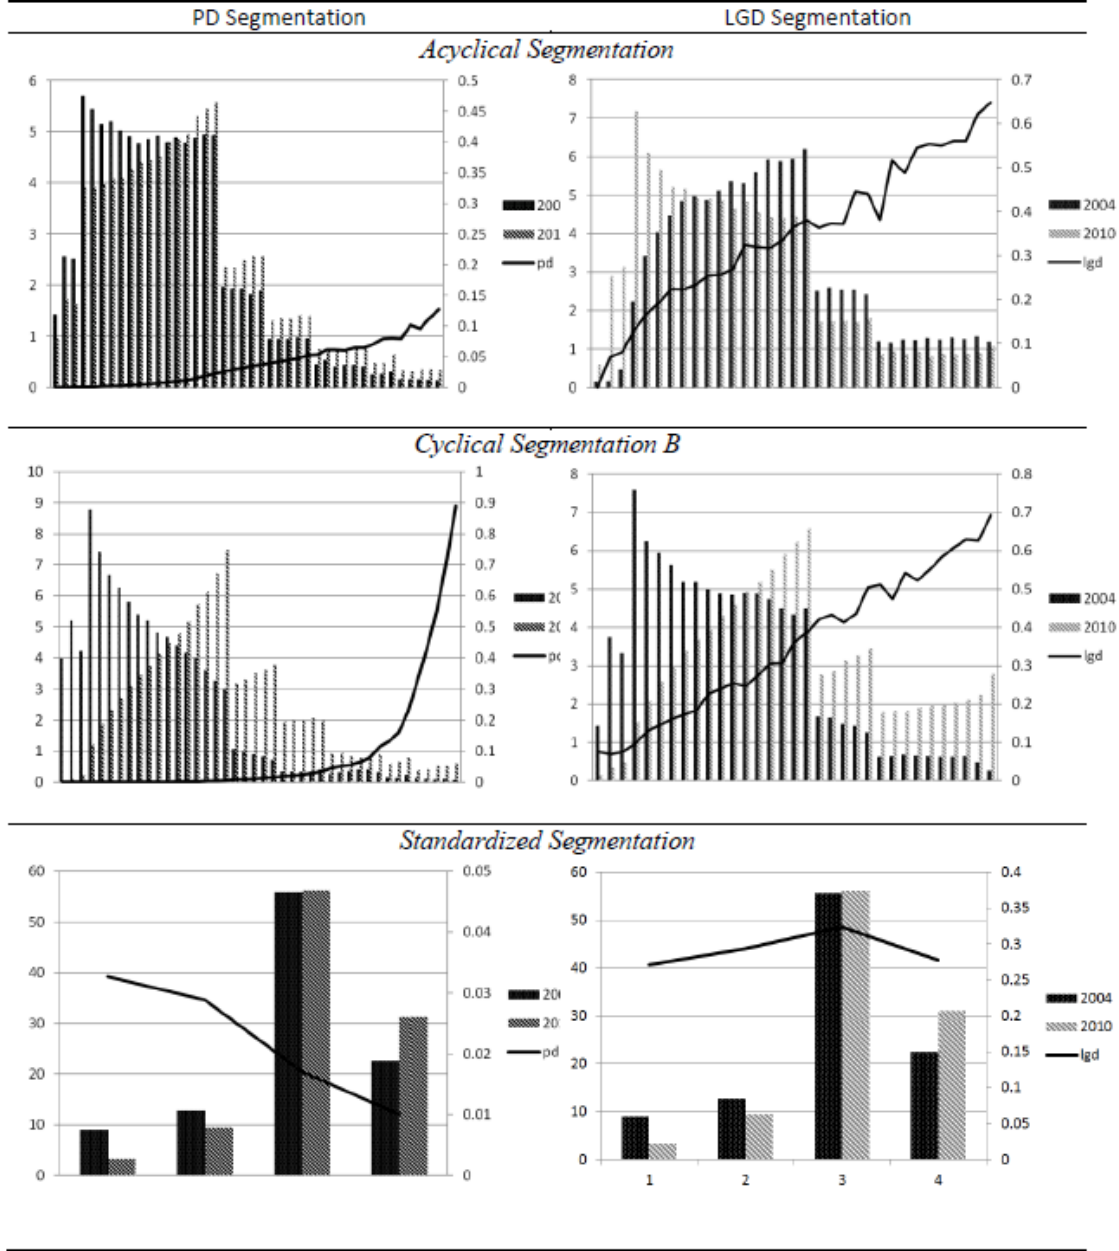 PD Segmentation LGD Segmentation
Acyclical Segmentation
6 5 4 3 2 1 0
0.5 0.45 0.4 0.35 0.3 0.25 0.2 0.15 0.1 0.05 0
200
201
pd
8 7 6 5 4 3 2 1 0
0.7 0.6 0.5 0.4 0.3 0.2 0.1 0
2004
2010
lgd
Cyclical Segmentation B
10 9 8 7 6 5 4 3 2 1 0
1 0.9 0.8 0.7 0.6 0.5 0.4 0.3 0.2 0.1 0
20
20
8 7 6 5 4 3 2 1 0
0.8 0.7 0.6 0.5 0.4 0.3 0.2 0.1 0
2004
2010
lgd
Standardized Segmentation
60 50 40 30 20 10 0
0.05 0.04 0.03 0.02 0.01 0
20
20
pd
60 50 40 30 20 10 0
0.4 0.35 0.3 0.25 0.2 0.15 0.1 0.05 0
1 2 3 4
2004
2010
lgd